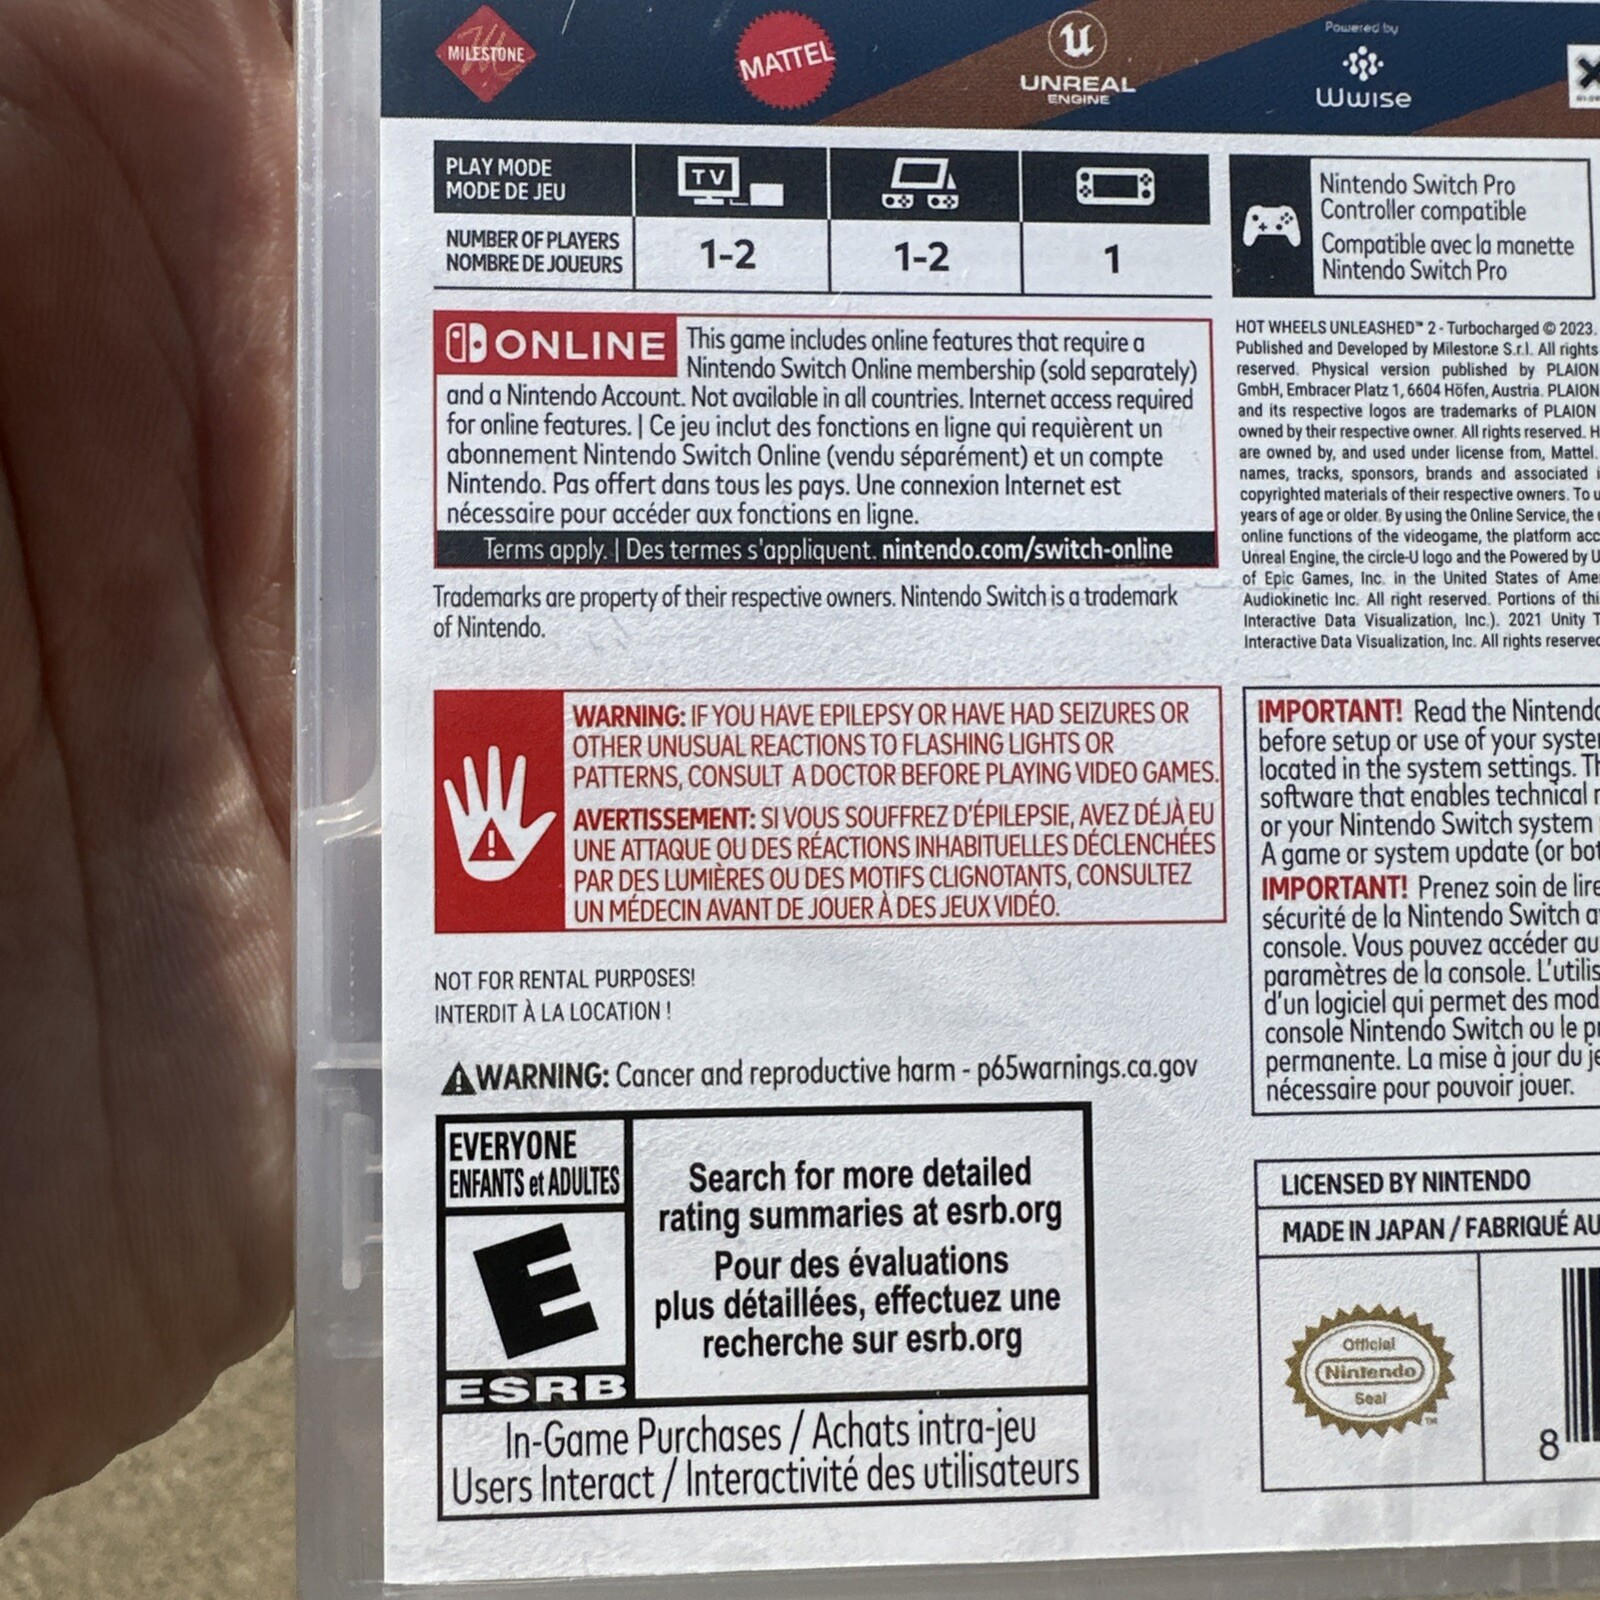 MILESTONE
MATTEL
UNREAL
ENGINE
Powered by
Wwise
PLAY MODE
MODE DE JEU
TV
NUMBER OF PLAYERS
NOMBRE DE JOUEURS
1-2
1-2
1
Nintendo Switch Pro
Controller compatible
Compatible avec la manette
Nintendo Switch Pro
ONLINE This game includes online features that require a
Nintendo Switch Online membership (sold separately)
and a Nintendo Account. Not available in all countries. Internet access required
for online features. | Ce jeu inclut des fonctions en ligne qui requièrent un
abonnement Nintendo Switch Online (vendu séparément) et un compte
Nintendo. Pas offert dans tous les pays. Une connexion Internet est
nécessaire pour accéder aux fonctions en ligne.
Terms apply. | Des termes s'appliquent. nintendo.com/switch-online
Trademarks are property of their respective owners. Nintendo Switch is a trademark
of Nintendo.
HOT WHEELS UNLEASHED™ 2 - Turbocharged © 2023.
Published and Developed by Milestone S.r.l. All rights
reserved. Physical version published by PLAION
GmbH, Embracer Platz 1, 6604 Höfen, Austria. PLAION
and its respective logos are trademarks of PLAION
owned by their respective owner. All rights reserved. H
are owned by, and used under license from, Mattel.
names, tracks, sponsors, brands and associated i
copyrighted materials of their respective owners. To u
years of age or older. By using the Online Service, the
online functions of the videogame, the platform acc
Unreal Engine, the circle-U logo and the Powered by U
of Epic Games, Inc. in the United States of Ame
Audiokinetic Inc. All right reserved. Portions of thi
Interactive Data Visualization, Inc.). 2021 Unity T
Interactive Data Visualization, Inc. All rights reserved
WARNING: IF YOU HAVE EPILEPSY OR HAVE HAD SEIZURES OR
OTHER UNUSUAL REACTIONS TO FLASHING LIGHTS OR
PATTERNS, CONSULT A DOCTOR BEFORE PLAYING VIDEO GAMES.
AVERTISSEMENT: SI VOUS SOUFFREZ D'ÉPILEPSIE, AVEZ DÉJÀ EU
UNE ATTAQUE OU DES RÉACTIONS INHABITUELLES DÉCLENCHÉES
PAR DES LUMIÈRES OU DES MOTIFS CLIGNOTANTS, CONSULTEZ
UN MÉDECIN AVANT DE JOUER À DES JEUX VIDÉO.
IMPORTANT! Read the Nintendo
before setup or use of your syste
located in the system settings. Th
software that enables technical
or your Nintendo Switch system
A game or system update (or bot
IMPORTANT! Prenez soin de lire
sécurité de la Nintendo Switch a
console. Vous pouvez accéder au
paramètres de la console. L'utilis
d'un logiciel qui permet des mod
console Nintendo Switch ou le p
permanente. La mise à jour du je
nécessaire pour pouvoir jouer.
NOT FOR RENTAL PURPOSES!
INTERDIT À LA LOCATION !
WARNING: Cancer and reproductive harm - p65warnings.ca.gov
EVERYONE
ENFANTS et ADULTES
E
ESRB
Search for more detailed
rating summaries at esrb.org
Pour des évaluations
plus détaillées, effectuez une
recherche sur esrb.org
In-Game Purchases / Achats intra-jeu
Users Interact / Interactivité des utilisateurs
LICENSED BY NINTENDO
MADE IN JAPAN / FABRIQUÉ AU
Official
Nintendo
Seal
TM
8